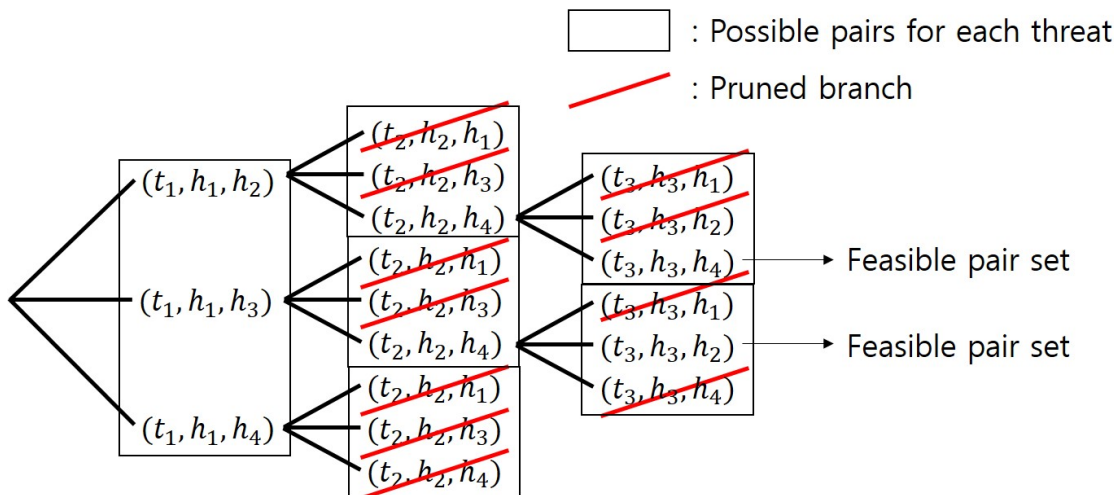 : Possible pairs for each threat
: Pruned branch
(t₁, h₁, h₂)
(t₁, h₁, h₃)
(t₁, h₁, h₄)
(t₂, h₂, h₁)
(t₂, h₂, h₃)
(t₂, h₂, h₄)
(t₂, h₂, h₁)
(t₂, h₂, h₃)
(t₂, h₂, h₄)
(t₂, h₂, h₁)
(t₂, h₂, h₃)
(t₂, h₂, h₄)
(t₃, h₃, h₁)
(t₃, h₃, h₂)
(t₃, h₃, h₄)
(t₃, h₃, h₁)
(t₃, h₃, h₂)
(t₃, h₃, h₄)
Feasible pair set
Feasible pair set